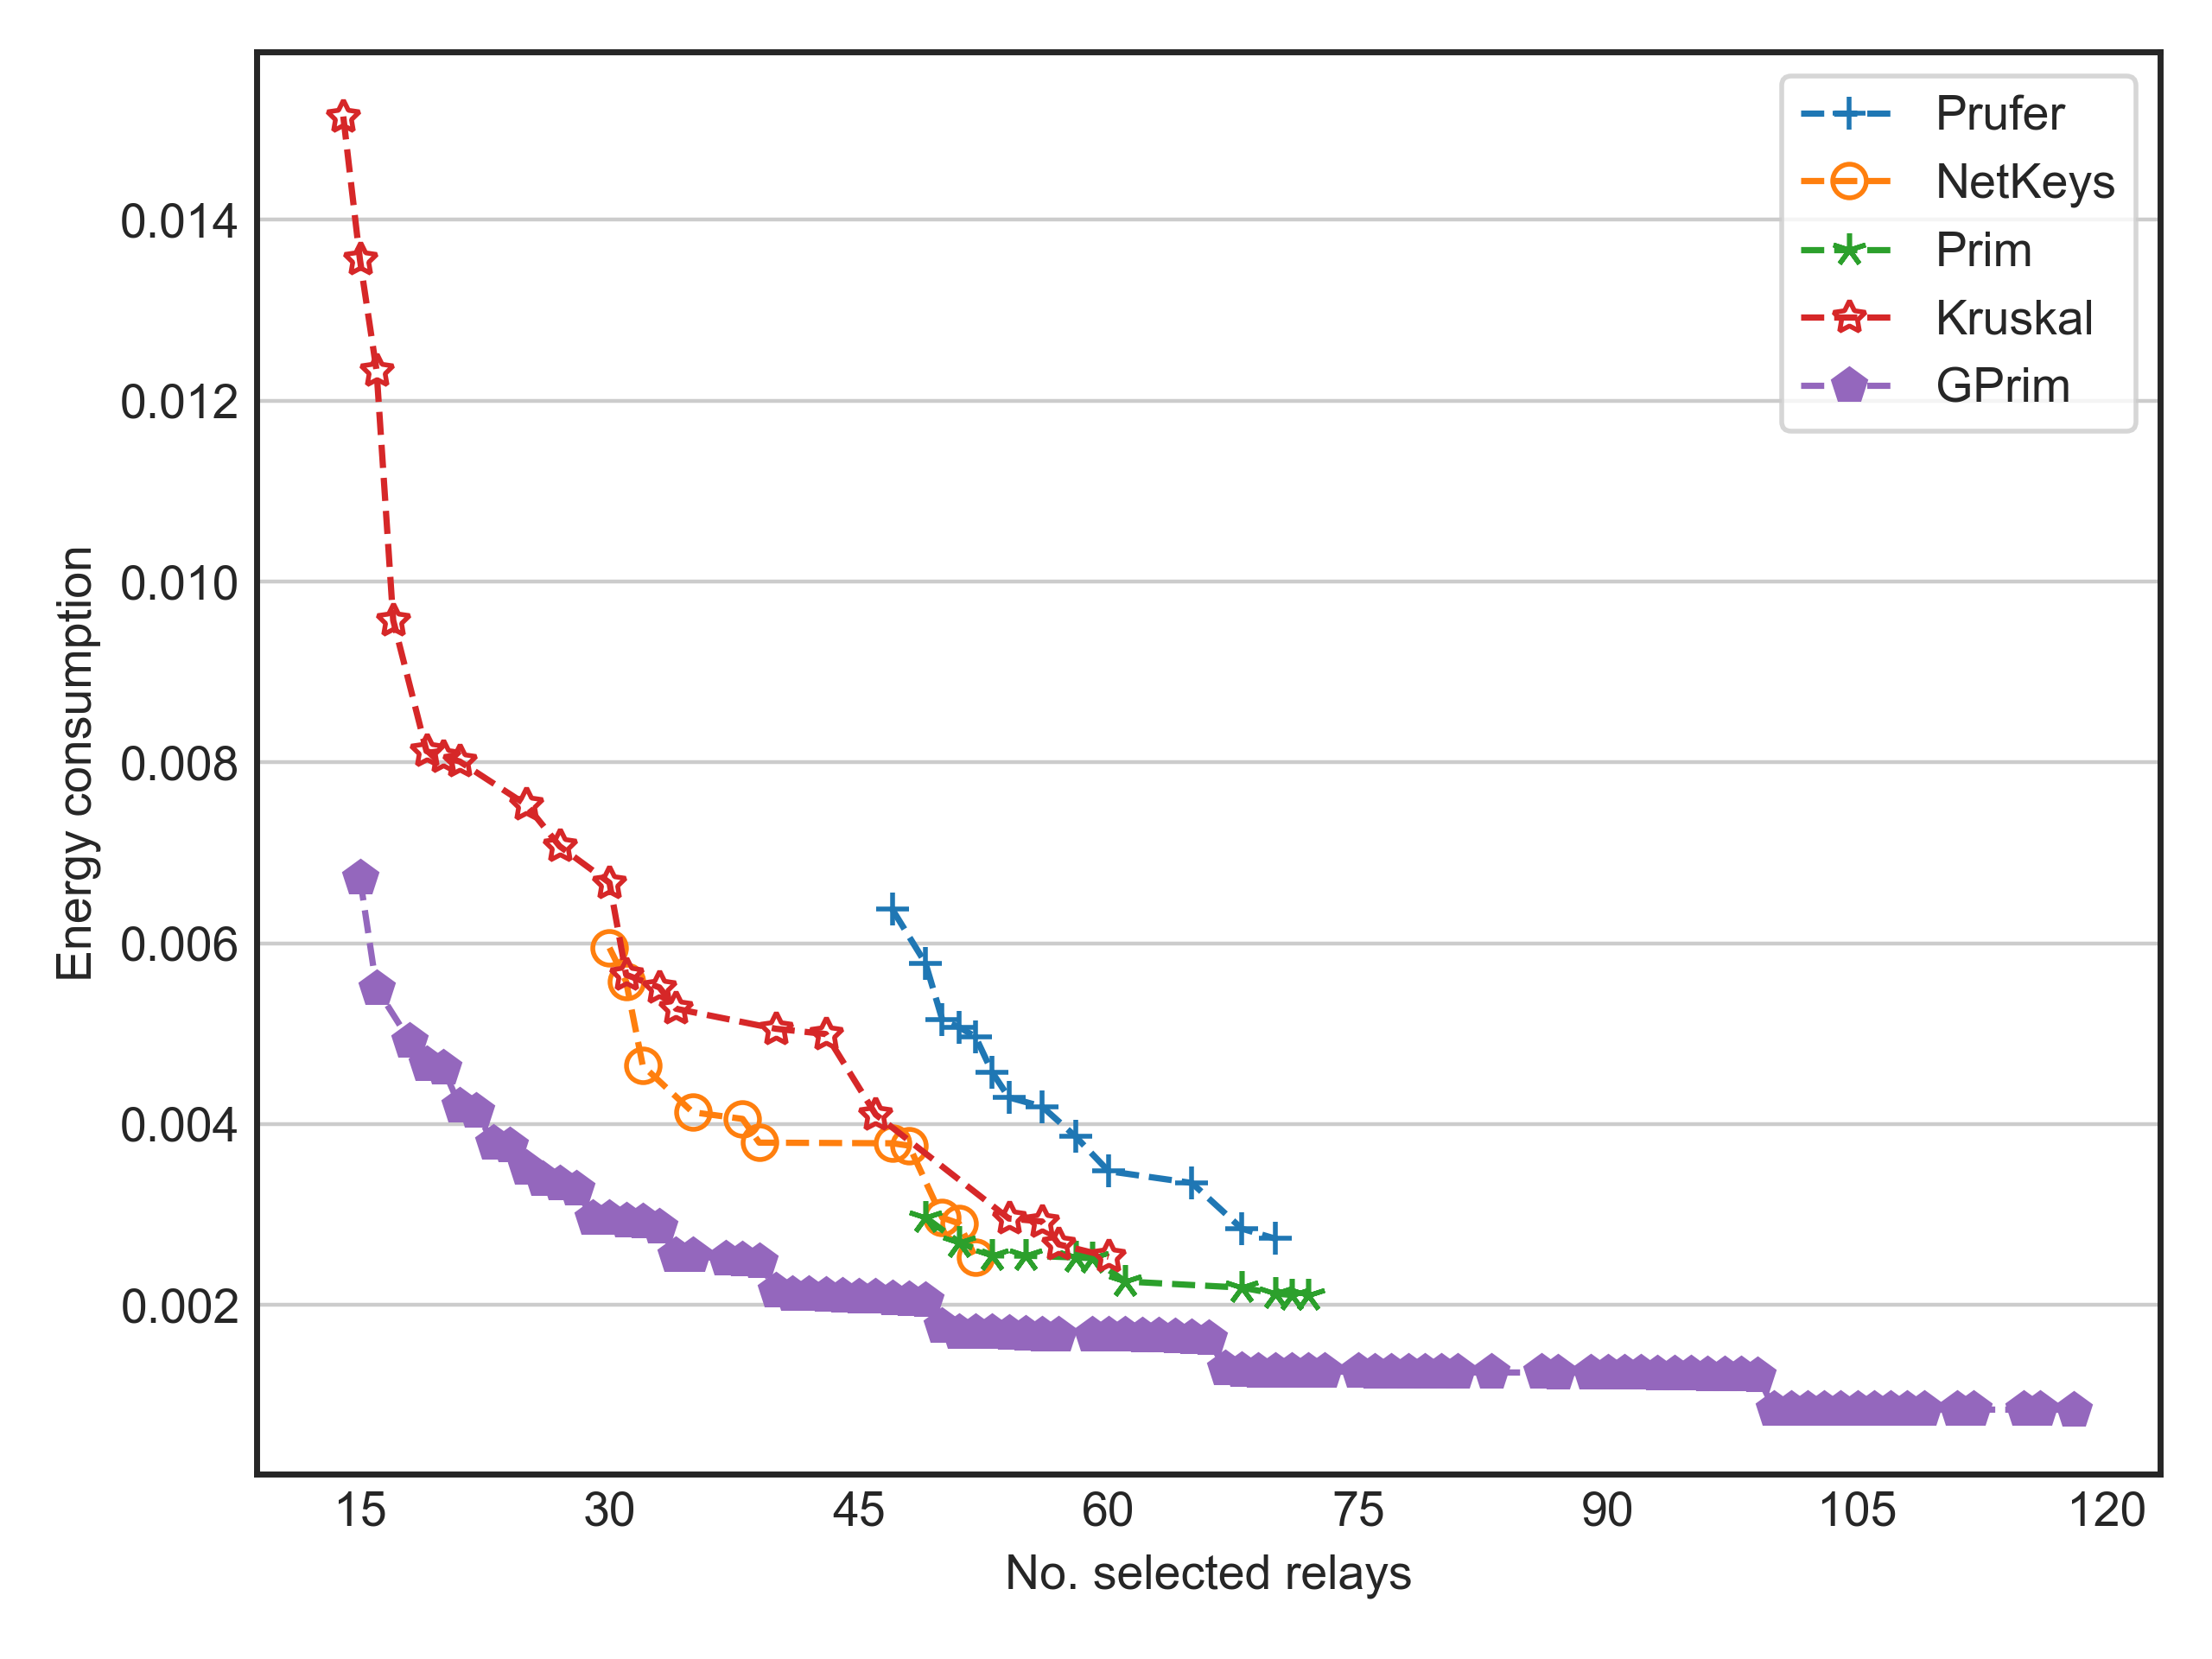 Prufer
NetKeys
Prim
Kruskal
GPrim
0.014
0.012
0.010
0.008
0.006
0.004
0.002
Energy consumption
15 30 45 60 75 90 105 120
No. selected relays